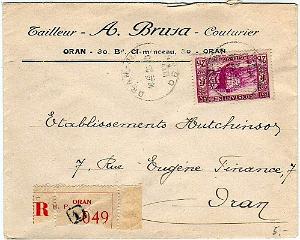 Tailleur - A. Brusa - Couturier
ORAN - 30, Bd. Clemenceau, 30 - ORAN
Etablissements Hutchinson
7, Rue Eugène Finance, 7
Oran
ORAN
R 049
5.-